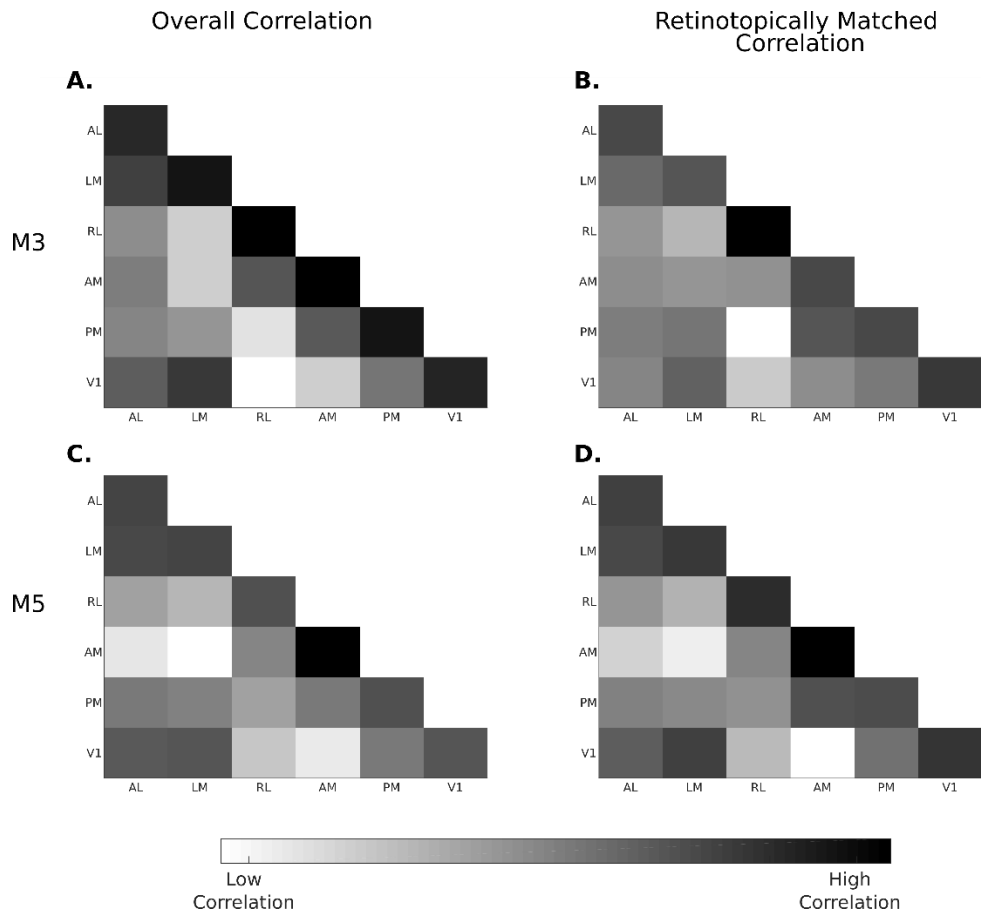 Overall Correlation
Retinotopically Matched
Correlation
A.
B.
M3
AL
LM
RL
AM
PM
V1
AL LM RL AM PM V1
AL
LM
RL
AM
PM
V1
AL LM RL AM PM V1
C.
D.
M5
AL
LM
RL
AM
PM
V1
AL LM RL AM PM V1
AL
LM
RL
AM
PM
V1
AL LM RL AM PM V1
Low
Correlation
High
Correlation